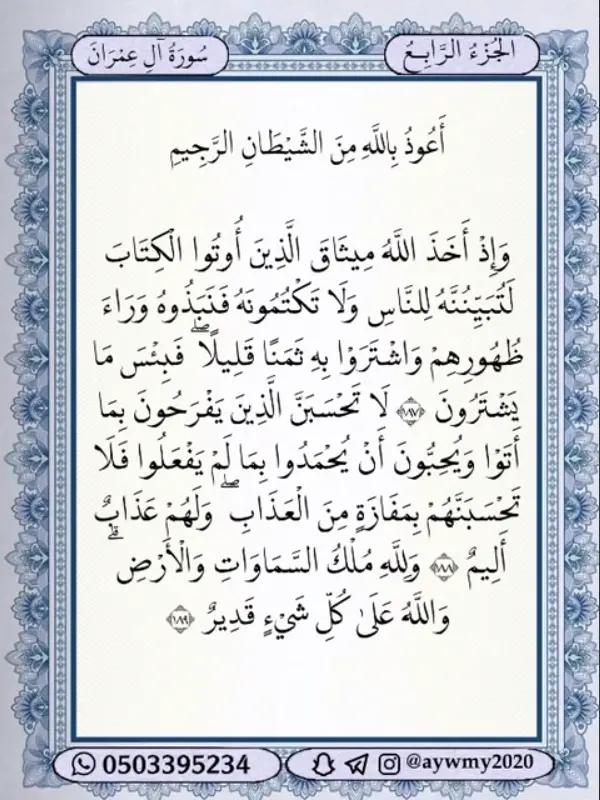 الجُزْءُ الرَّابِعُ
سُورَةُ آلِ عِمْرَانَ
أَعُوذُ بِاللَّهِ مِنَ الشَّيْطَانِ الرَّجِيمِ
وَإِذْ أَخَذَ اللَّهُ مِيثَاقَ الَّذِينَ أُوتُوا الْكِتَابَ
لَتُبَيِّنُنَّهُ لِلنَّاسِ وَلَا تَكْتُمُونَهُ فَنَبَذُوهُ وَرَاءَ
ظُهُورِهِمْ وَاشْتَرَوْا بِهِ ثَمَنًا قَلِيلًا ۖ فَبِئْسَ مَا
يَشْتَرُونَ ﴿١٨٧﴾ لَا تَحْسَبَنَّ الَّذِينَ يَفْرَحُونَ بِمَا
أَتَوْا وَيُحِبُّونَ أَنْ يُحْمَدُوا بِمَا لَمْ يَفْعَلُوا فَلَا
تَحْسَبَنَّهُمْ بِمَفَازَةٍ مِنَ الْعَذَابِ ۖ وَلَهُمْ عَذَابٌ
أَلِيمٌ ﴿١٨٨﴾ وَلِلَّهِ مُلْكُ السَّمَاوَاتِ وَالْأَرْضِ ۗ
وَاللَّهُ عَلَىٰ كُلِّ شَيْءٍ قَدِيرٌ ﴿١٨٩﴾
0503395234
@aywmy2020